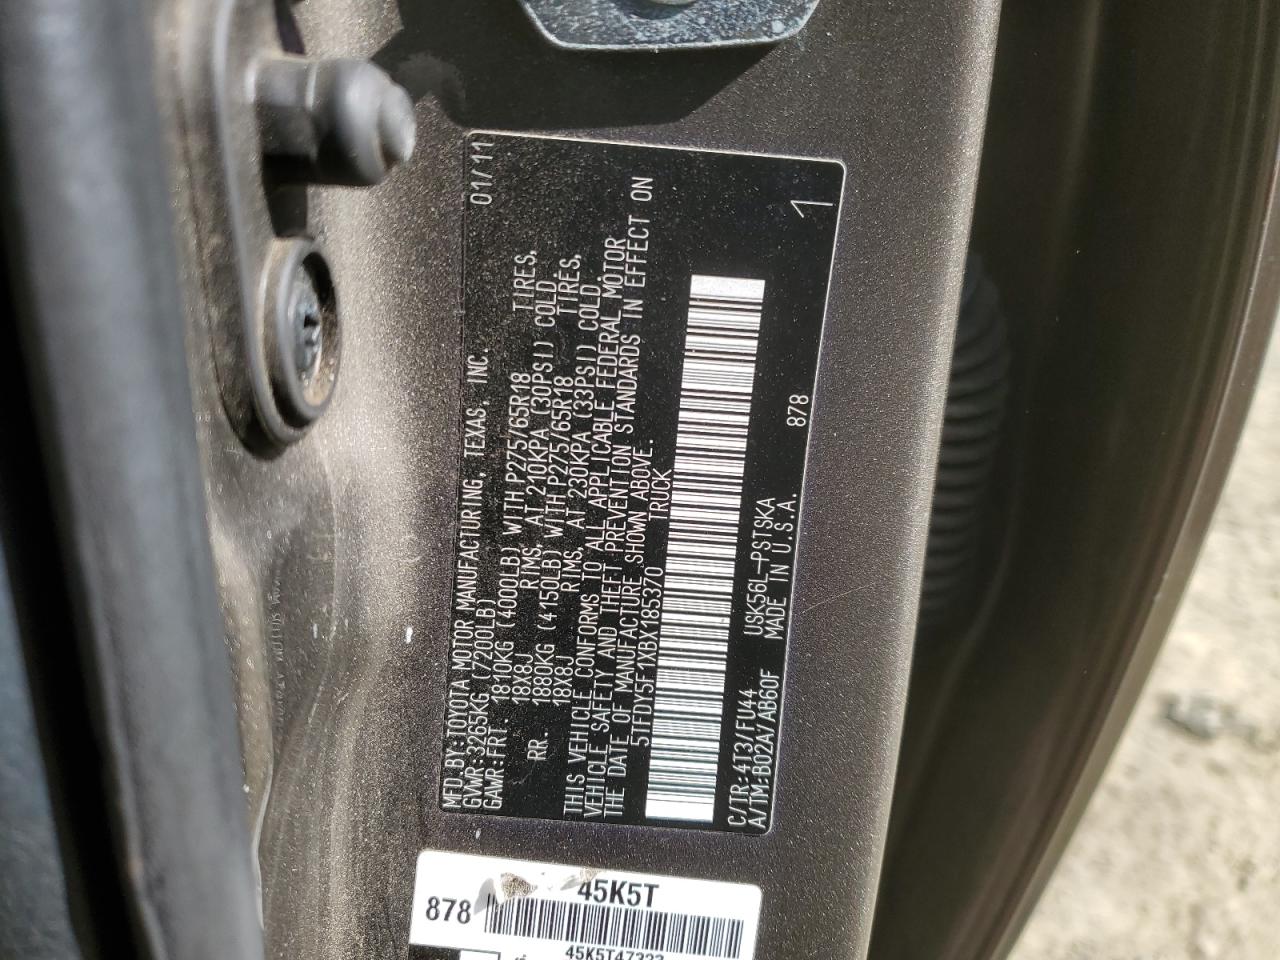 MFD.BY:TOYOTA MOTOR MANUFACTURING, TEXAS, INC. 01/11
GVWR:3265KG (7200LB)
GAWR:FRT. 1810KG (4000LB) WITH P275/65R18 TIRES,
18X8J RIMS, AT 210KPA (30PSI) COLD.
RR. 1880KG (4150LB) WITH P275/65R18 TIRES,
18X8J RIMS, AT 230KPA (33PSI) COLD.
THIS VEHICLE CONFORMS TO ALL APPLICABLE FEDERAL MOTOR
VEHICLE SAFETY AND THEFT PREVENTION STANDARDS IN EFFECT ON
THE DATE OF MANUFACTURE SHOWN ABOVE.
5TFDY5F1XBX185370 TRUCK
C/TR:4T3/FU44 USK56L-PSTSKA 878
A/TM:B02A/AB60F MADE IN U.S.A.
1
45K5T
878
45K5T47323